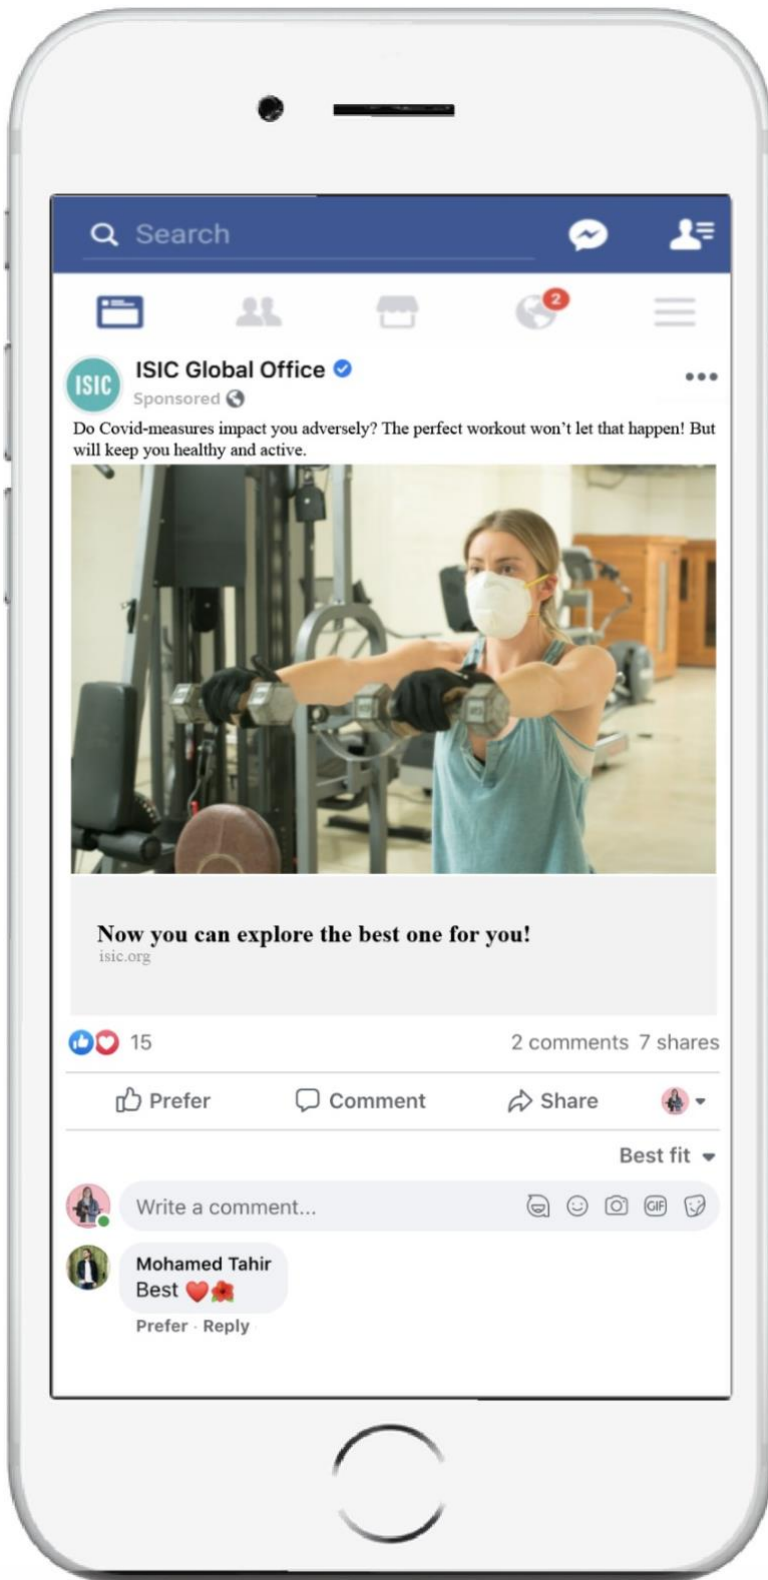 Search
2
ISIC
ISIC Global Office
Sponsored
Do Covid-measures impact you adversely? The perfect workout won’t let that happen! But
will keep you healthy and active.
Now you can explore the best one for you!
isic.org
15
2 comments 7 shares
Prefer
Comment
Share
Best fit
Write a comment...
GIF
Mohamed Tahir
Best ❤️🌺
Prefer · Reply